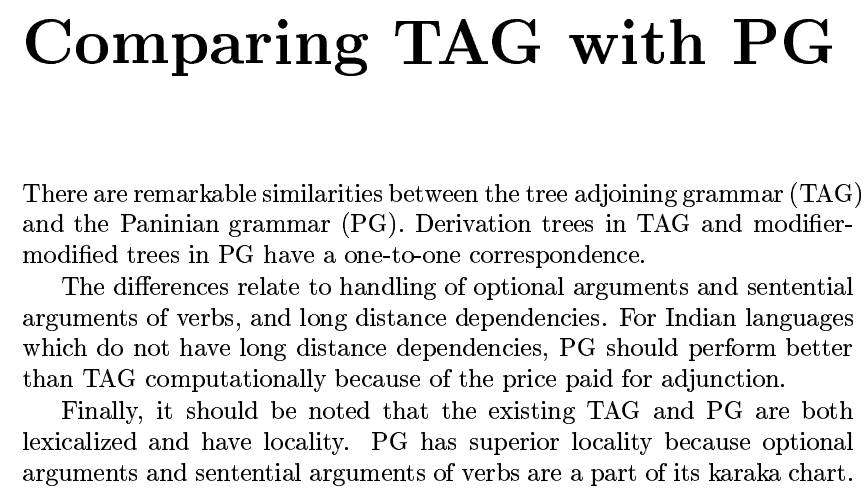 Comparing TAG with PG
There are remarkable similarities between the tree adjoining grammar (TAG)
and the Paninian grammar (PG). Derivation trees in TAG and modifier-
modified trees in PG have a one-to-one correspondence.
The differences relate to handling of optional arguments and sentential
arguments of verbs, and long distance dependencies. For Indian languages
which do not have long distance dependencies, PG should perform better
than TAG computationally because of the price paid for adjunction.
Finally, it should be noted that the existing TAG and PG are both
lexicalized and have locality. PG has superior locality because optional
arguments and sentential arguments of verbs are a part of its karaka chart.